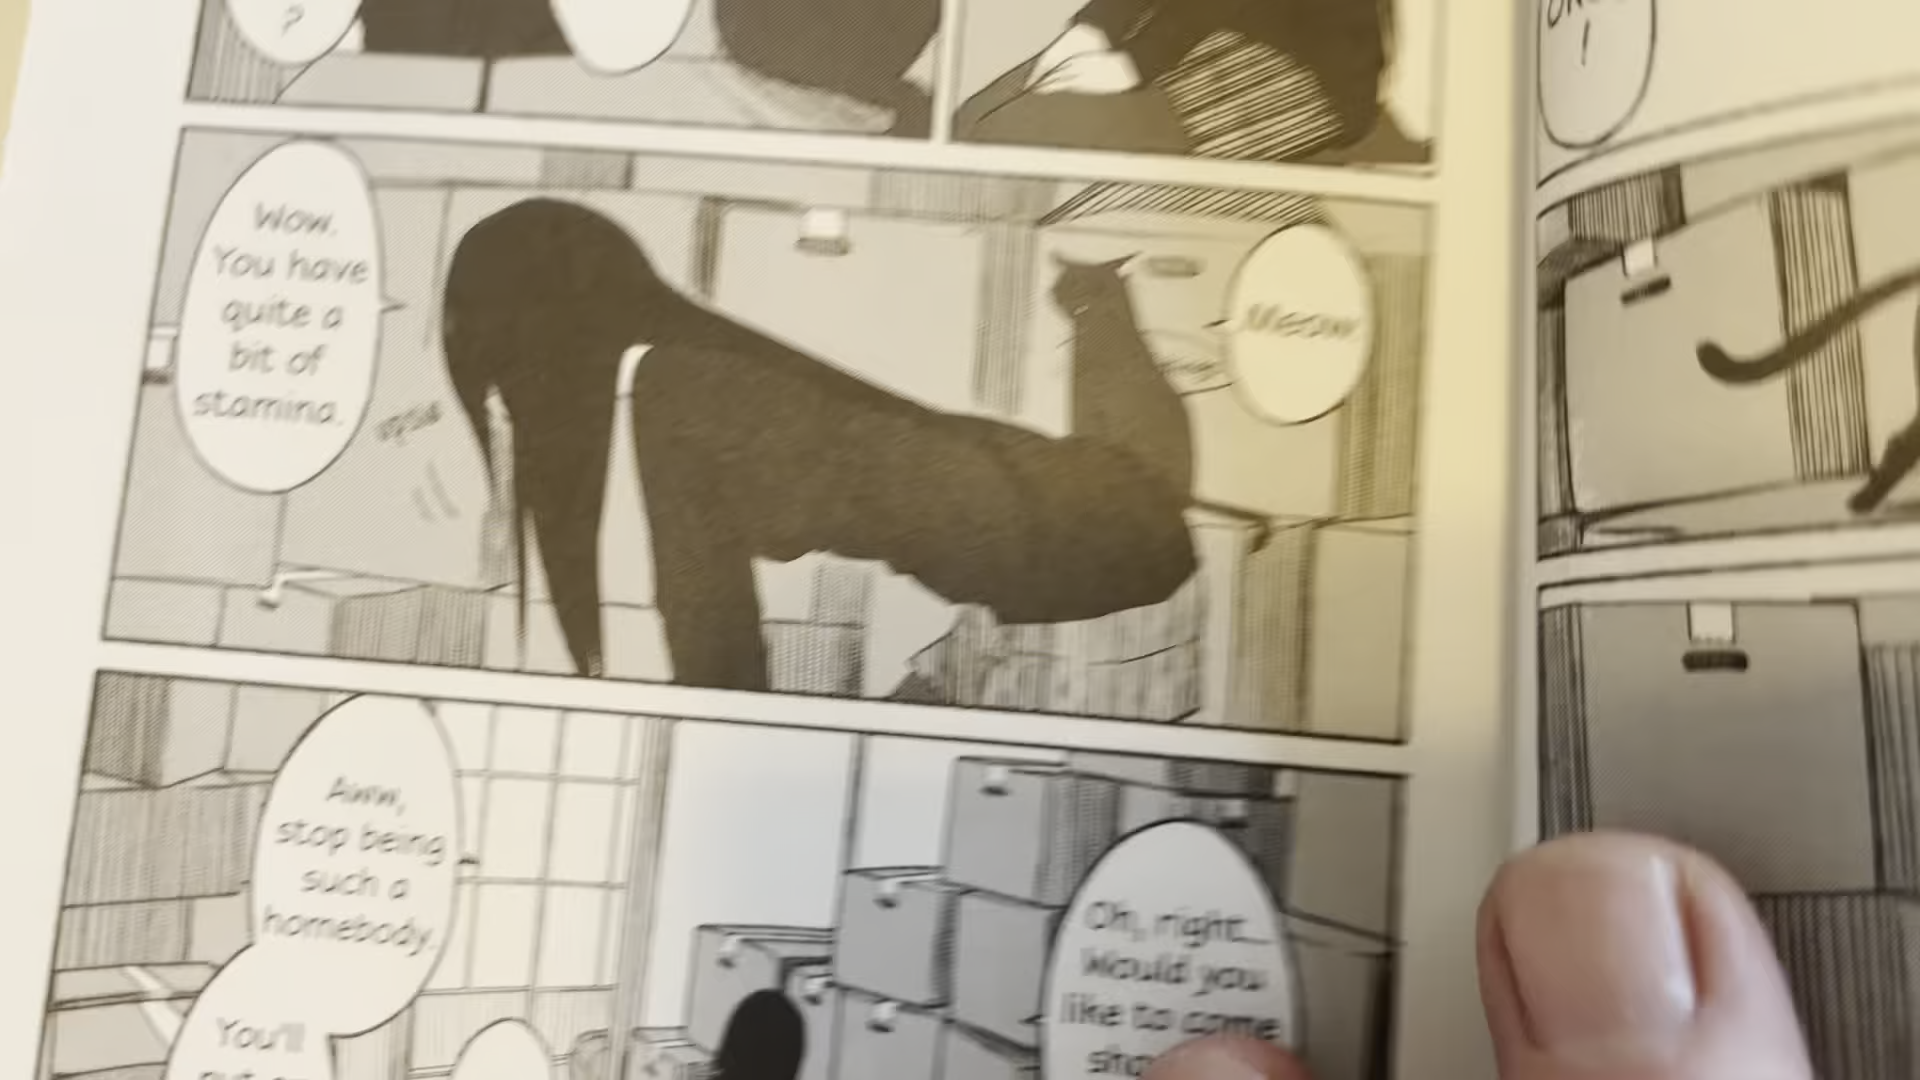 ?
Wow.
You have
quite a
bit of
stamina.
Meow
Aww,
stop being
such a
homebody.
You'll
Oh, right...
Would you
like to come
!